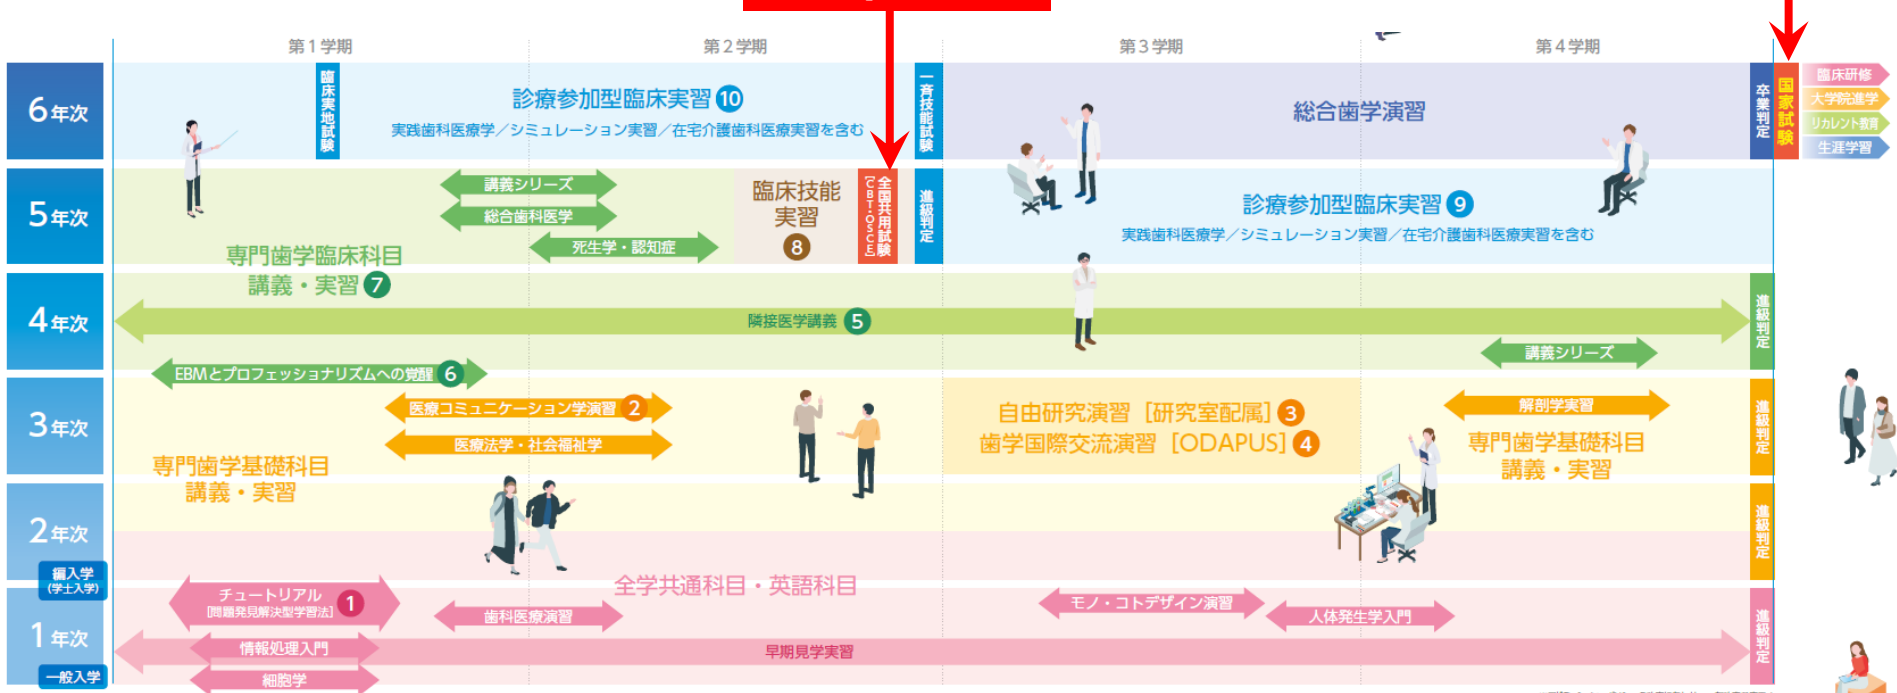 第1学期
第2学期
第3学期
第4学期
6年次
臨床実地試験
診療参加型臨床実習 10
実践歯科医療学／シミュレーション実習／在宅介護歯科医療実習を含む
一斉技能試験
総合歯学演習
卒業判定
国家試験
臨床研修
大学院進学
リカレント教育
生涯学習
5年次
講義シリーズ
総合歯科医学
死生学・認知症
臨床技能
実習
8
全国共用試験
[CBT・OSCE]
進級判定
診療参加型臨床実習 9
実践歯科医療学／シミュレーション実習／在宅介護歯科医療実習を含む
専門歯学臨床科目
講義・実習 7
4年次
隣接医学講義 5
講義シリーズ
進級判定
EBMとプロフェッショナリズムへの覚醒 6
3年次
医療コミュニケーション学演習 2
医療法学・社会福祉学
自由研究演習［研究室配属］3
歯学国際交流演習［ODAPUS］4
解剖学実習
専門歯学基礎科目
講義・実習
進級判定
専門歯学基礎科目
講義・実習
2年次
進級判定
編入学
(学士入学)
全学共通科目・英語科目
チュートリアル
[問題発見解決型学習法] 1
歯科医療演習
モノ・コトデザイン演習
人体発生学入門
1年次
情報処理入門
早期見学実習
進級判定
一般入学
細胞学